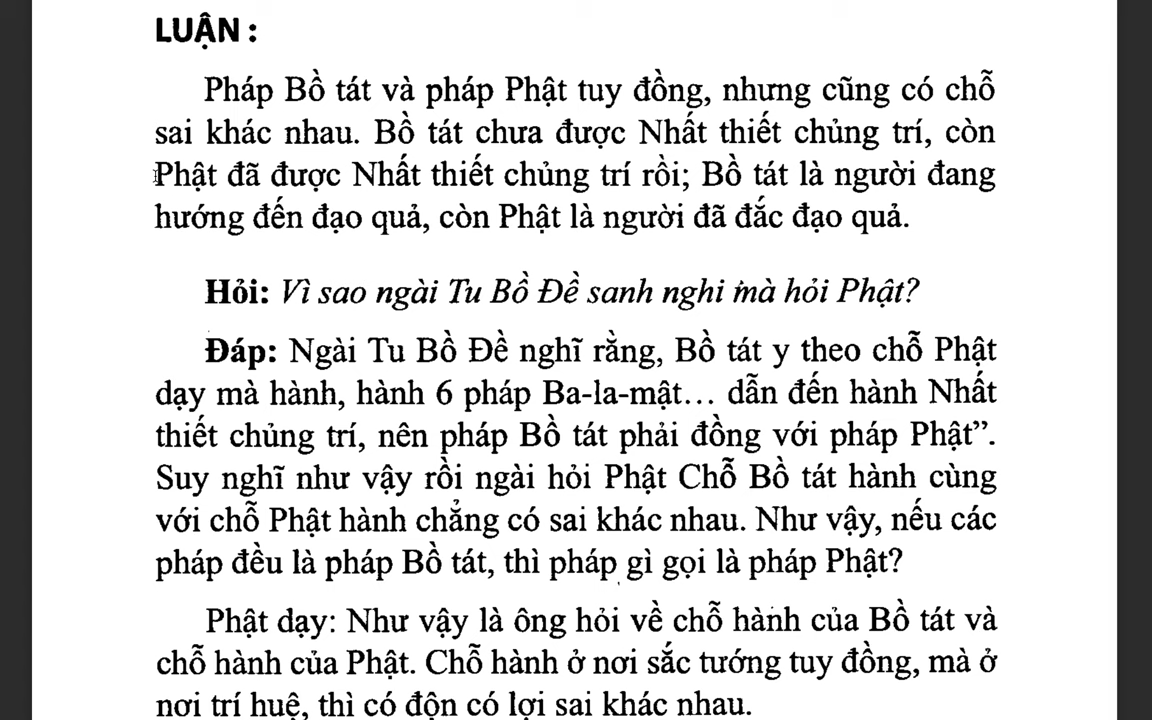 LUẬN :
Pháp Bồ tát và pháp Phật tuy đồng, nhưng cũng có chỗ
sai khác nhau. Bồ tát chưa được Nhất thiết chủng trí, còn
Phật đã được Nhất thiết chủng trí rồi; Bồ tát là người đang
hướng đến đạo quả, còn Phật là người đã đắc đạo quả.
Hỏi: Vì sao ngài Tu Bồ Đề sanh nghi mà hỏi Phật?
Đáp: Ngài Tu Bồ Đề nghĩ rằng, Bồ tát y theo chỗ Phật
dạy mà hành, hành 6 pháp Ba-la-mật... dẫn đến hành Nhất
thiết chủng trí, nên pháp Bồ tát phải đồng với pháp Phật”.
Suy nghĩ như vậy rồi ngài hỏi Phật Chỗ Bồ tát hành cùng
với chỗ Phật hành chẳng có sai khác nhau. Như vậy, nếu các
pháp đều là pháp Bồ tát, thì pháp gì gọi là pháp Phật?
Phật dạy: Như vậy là ông hỏi về chỗ hành của Bồ tát và
chỗ hành của Phật. Chỗ hành ở nơi sắc tướng tuy đồng, mà ở
nơi trí huệ, thì có độn có lợi sai khác nhau.